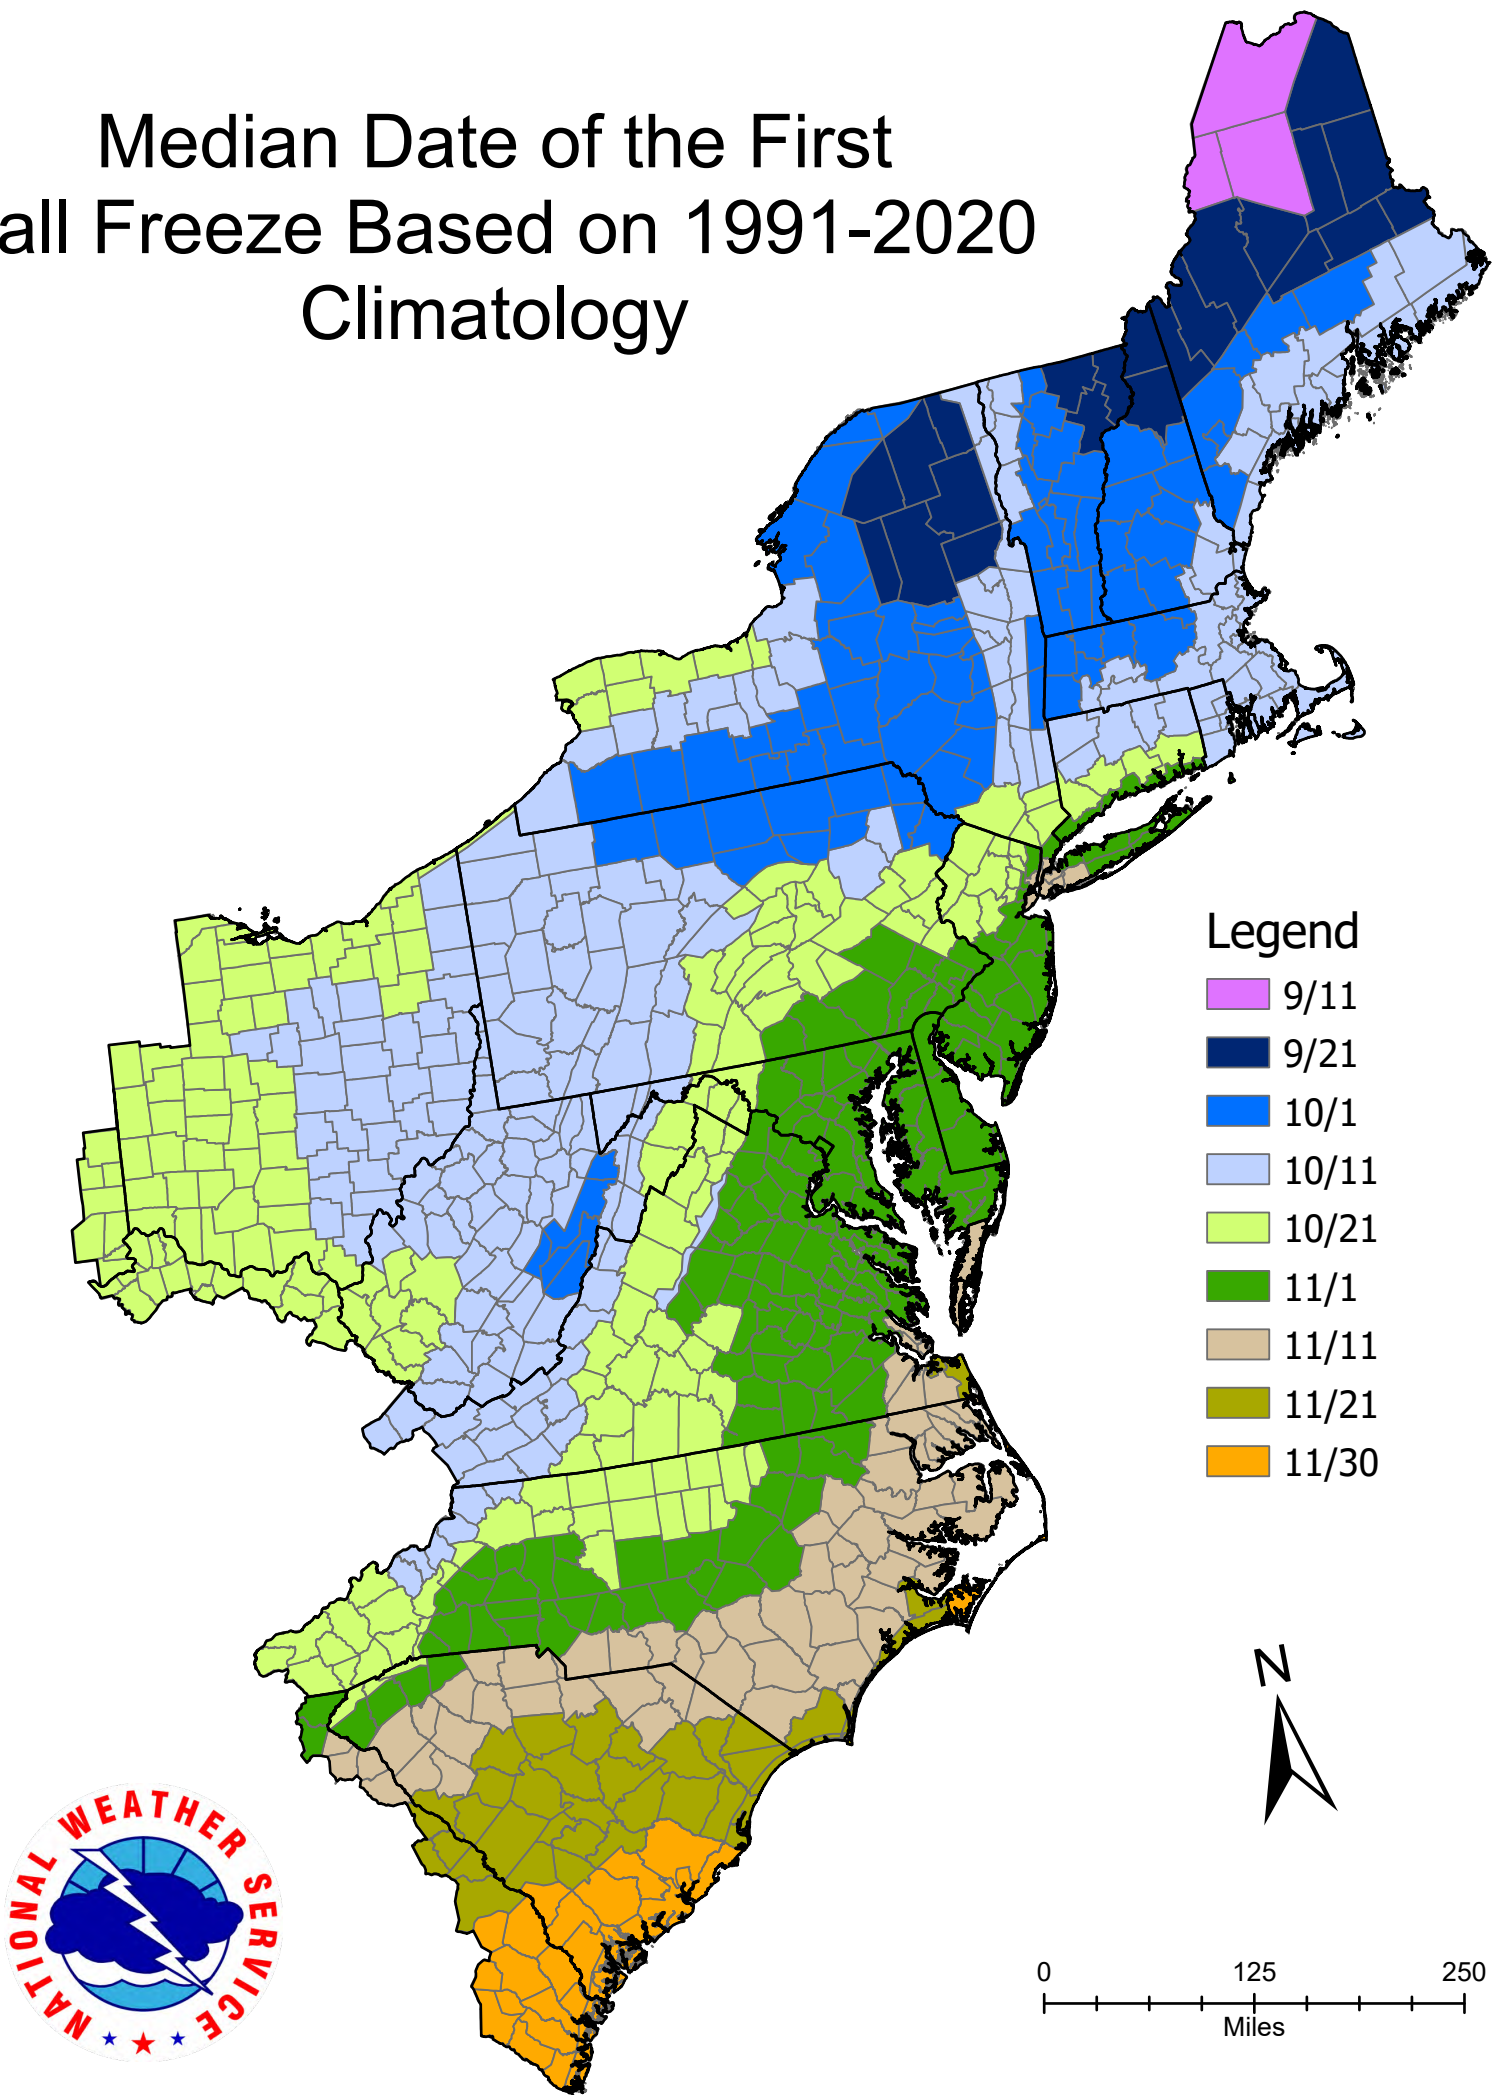 Median Date of the First
all Freeze Based on 1991-2020
Climatology
Legend
9/11
9/21
10/1
10/11
10/21
11/1
11/11
11/21
11/30
N
NATIONAL WEATHER SERVICE
0 125 250
Miles